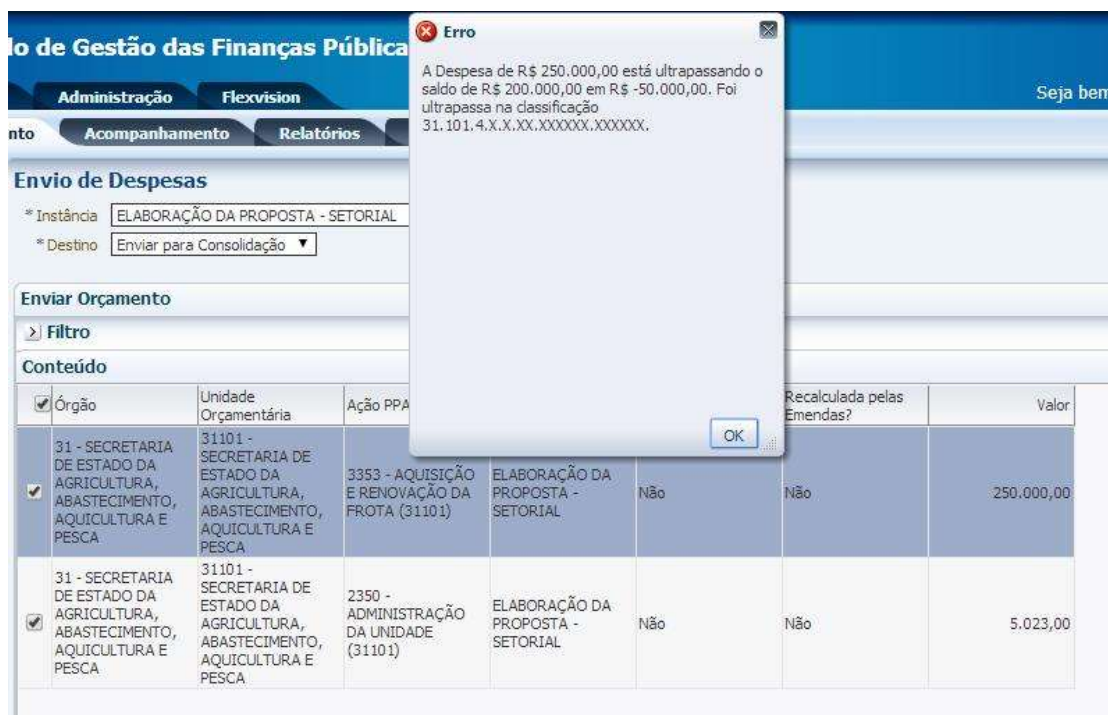 lo de Gestão das Finanças Pública
Administração Flexvision
Seja bem
nto Acompanhamento Relatórios
Erro
A Despesa de R$ 250.000,00 está ultrapassando o
saldo de R$ 200.000,00 em R$ -50.000,00. Foi
ultrapassa na classificação
31.101.4.X.X.XX.XXXXXX.XXXXXX.
OK
Envio de Despesas
* Instância ELABORAÇÃO DA PROPOSTA - SETORIAL
* Destino Enviar para Consolidação
Enviar Orçamento
Filtro
Conteúdo
Órgão
Unidade
Orçamentária
Ação PPA
Recalculada pelas
Emendas?
Valor
31 - SECRETARIA
DE ESTADO DA
AGRICULTURA,
ABASTECIMENTO,
AQUICULTURA E
PESCA
31101 -
SECRETARIA DE
ESTADO DA
AGRICULTURA,
ABASTECIMENTO,
AQUICULTURA E
PESCA
3353 - AQUISIÇÃO
E RENOVAÇÃO DA
FROTA (31101)
ELABORAÇÃO DA
PROPOSTA -
SETORIAL
Não
Não
250.000,00
31 - SECRETARIA
DE ESTADO DA
AGRICULTURA,
ABASTECIMENTO,
AQUICULTURA E
PESCA
31101 -
SECRETARIA DE
ESTADO DA
AGRICULTURA,
ABASTECIMENTO,
AQUICULTURA E
PESCA
2350 -
ADMINISTRAÇÃO
DA UNIDADE
(31101)
ELABORAÇÃO DA
PROPOSTA -
SETORIAL
Não
Não
5.023,00